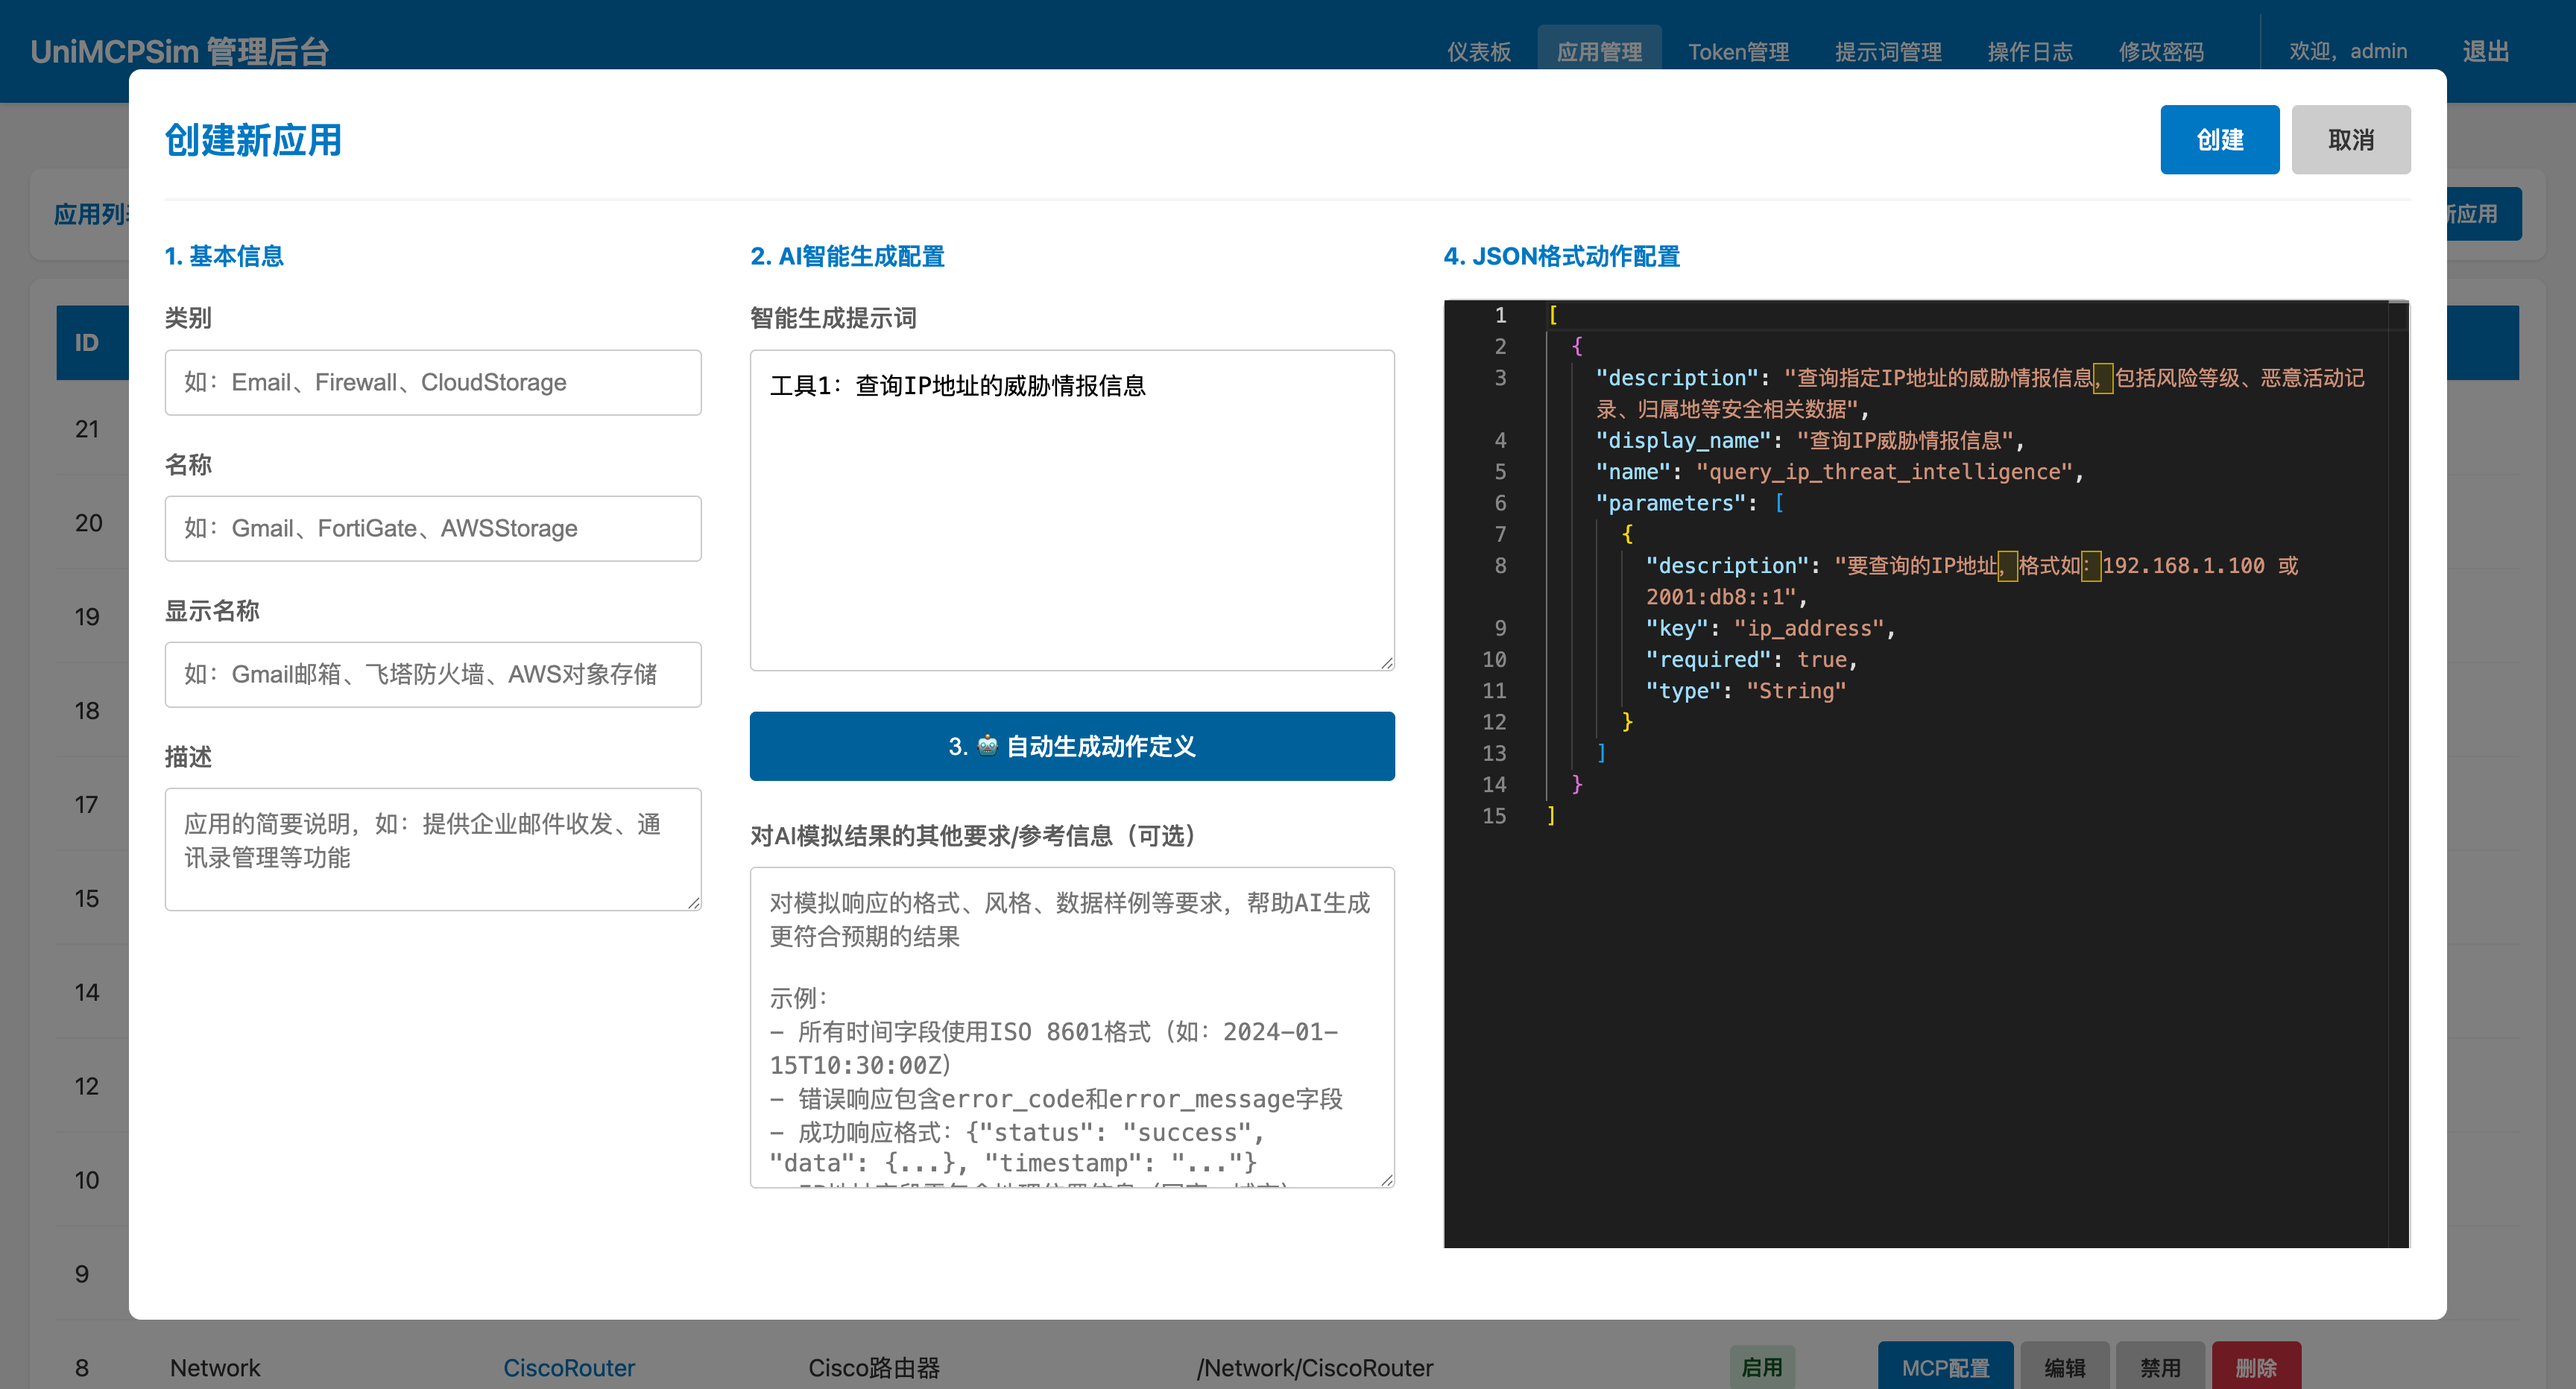 UniMCPSim 管理后台
仪表板
应用管理
Token管理
提示词管理
操作日志
修改密码
欢迎，admin
退出
创建新应用
创建
取消
应用列
新应用
1. 基本信息
类别
如：Email、Firewall、CloudStorage
名称
如：Gmail、FortiGate、AWSStorage
显示名称
如：Gmail邮箱、飞塔防火墙、AWS对象存储
描述
应用的简要说明，如：提供企业邮件收发、通
讯录管理等功能
2. AI智能生成配置
智能生成提示词
工具1：查询IP地址的威胁情报信息
3. 🤖 自动生成动作定义
对AI模拟结果的其他要求/参考信息（可选）
对模拟响应的格式、风格、数据样例等要求，帮助AI生成
更符合预期的结果
示例：
- 所有时间字段使用ISO 8601格式（如：2024-01-
15T10:30:00Z）
- 错误响应包含error_code和error_message字段
- 成功响应格式：{"status": "success",
"data": {...}, "timestamp": "..."}
4. JSON格式动作配置
1 [
2 {
3 "description": "查询指定IP地址的威胁情报信息，包括风险等级、恶意活动记
录、归属地等安全相关数据",
4 "display_name": "查询IP威胁情报信息",
5 "name": "query_ip_threat_intelligence",
6 "parameters": [
7 {
8 "description": "要查询的IP地址，格式如：192.168.1.100 或
2001:db8::1",
9 "key": "ip_address",
10 "required": true,
11 "type": "String"
12 }
13 ]
14 }
15 ]
ID
21
20
19
18
17
15
14
12
10
9
8 Network CiscoRouter Cisco路由器 /Network/CiscoRouter 启用 MCP配置 编辑 禁用 删除